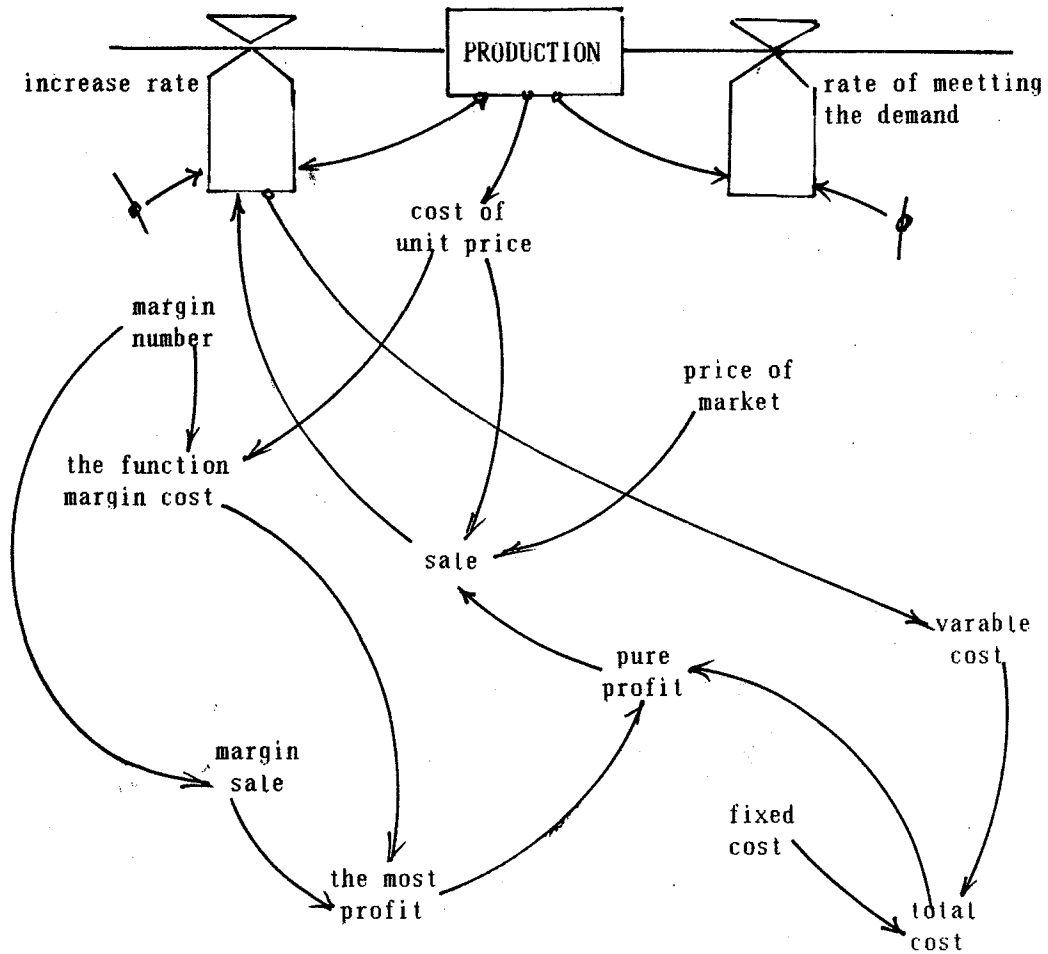 PRODUCTION
increase rate
rate of meetting
the demand
cost of
unit price
margin
number
price of
market
the function
margin cost
sale
varable
cost
pure
profit
margin
sale
fixed
cost
the most
profit
total
cost